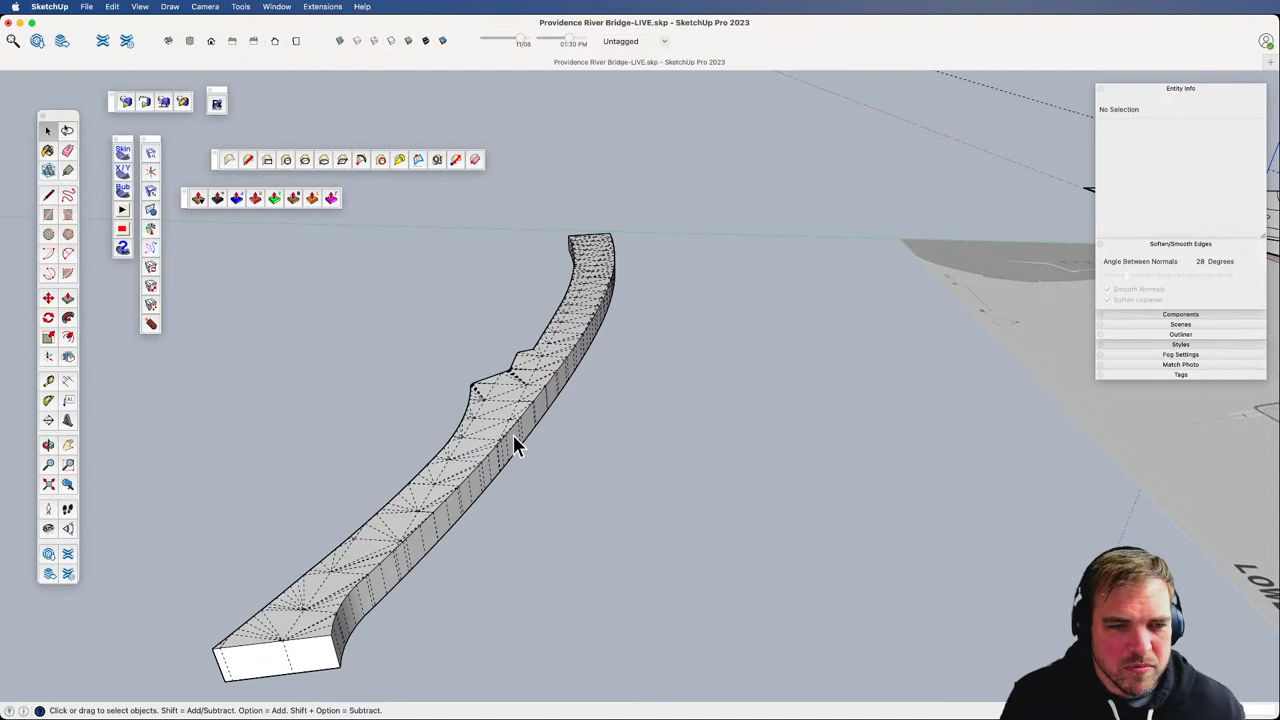 SketchUp File Edit View Draw Camera Tools Window Extensions Help
Providence River Bridge-LIVE.skp - SketchUp Pro 2023
11/08 01:30 PM Untagged
Providence River Bridge-LIVE.skp - SketchUp Pro 2023
Entity Info
No Selection
Skin
X/Y
Bub
Soften/Smooth Edges
Angle Between Normals 28 Degrees
Smooth Normals
Soften coplanar
Components
Scenes
Outliner
Styles
Fog Settings
Match Photo
Tags
Click or drag to select objects. Shift = Add/Subtract. Option = Add. Shift + Option = Subtract.